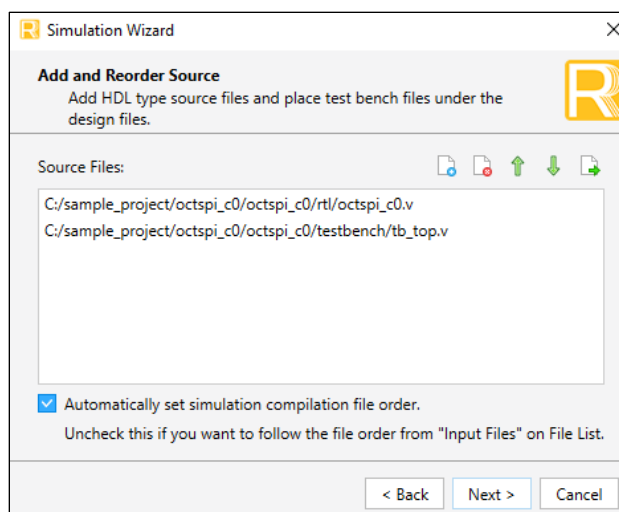 Simulation Wizard
Add and Reorder Source
Add HDL type source files and place test bench files under the
design files.
Source Files:
C:/sample_project/octspi_c0/octspi_c0/rtl/octspi_c0.v
C:/sample_project/octspi_c0/octspi_c0/testbench/tb_top.v
Automatically set simulation compilation file order.
Uncheck this if you want to follow the file order from "Input Files" on File List.
< Back
Next >
Cancel